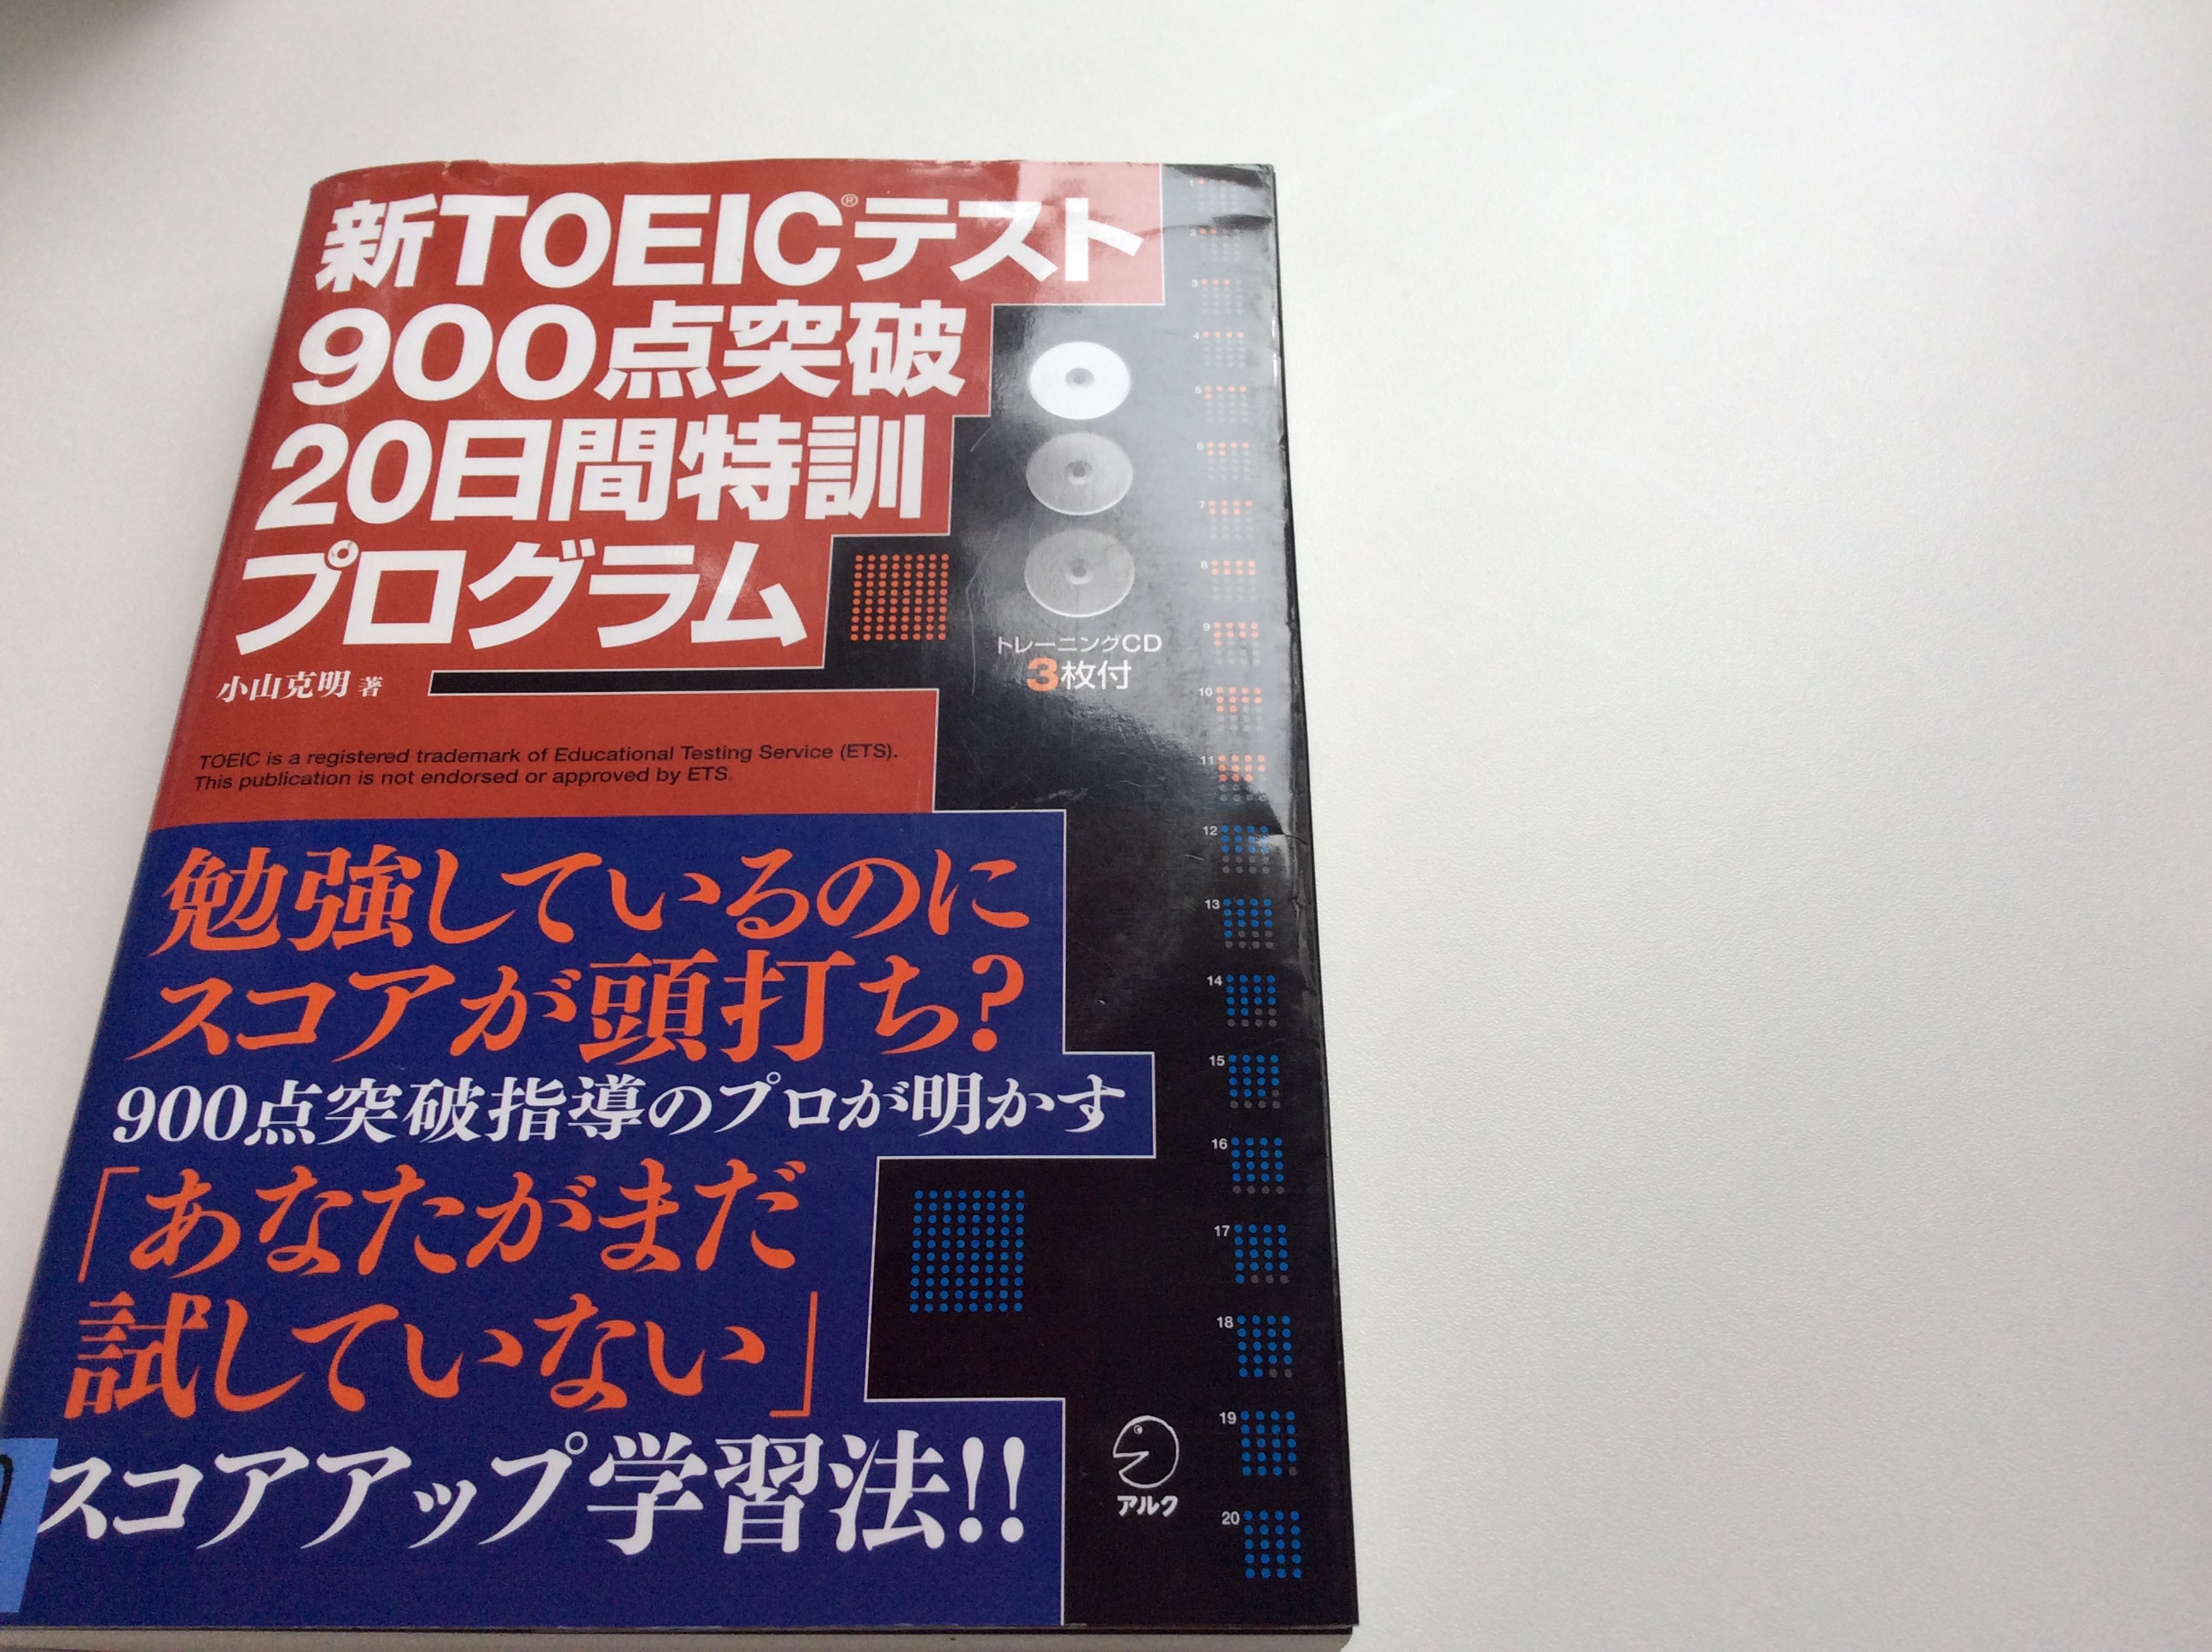 新TOEIC®テスト
900点突破
20日間特訓
プログラム
小山克明 著
トレーニングCD
3枚付
TOEIC is a registered trademark of Educational Testing Service (ETS).
This publication is not endorsed or approved by ETS.
勉強しているのに
スコアが頭打ち?
900点突破指導のプロが明かす
「あなたがまだ
試していない」
スコアアップ学習法!!
アルク
1
2
3
4
5
6
7
8
9
10
11
12
13
14
15
16
17
18
19
20